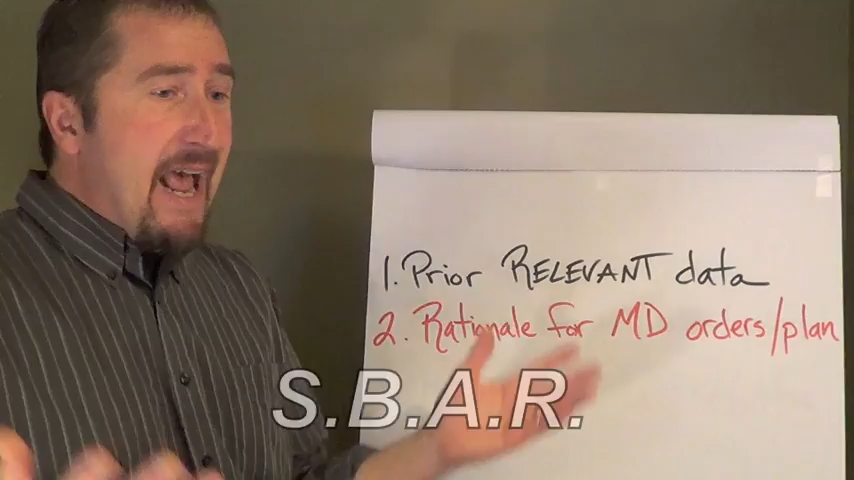 1. Prior RELEVANT data
2. Rationale for MD orders/plan
S.B.A.R.